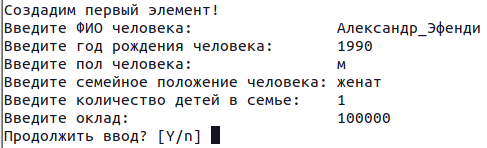 Создадим первый элемент!
Введите ФИО человека: Александр_Эфенди
Введите год рождения человека: 1990
Введите пол человека: м
Введите семейное положение человека: женат
Введите количество детей в семье: 1
Введите оклад: 100000
Продолжить ввод? [Y/n]